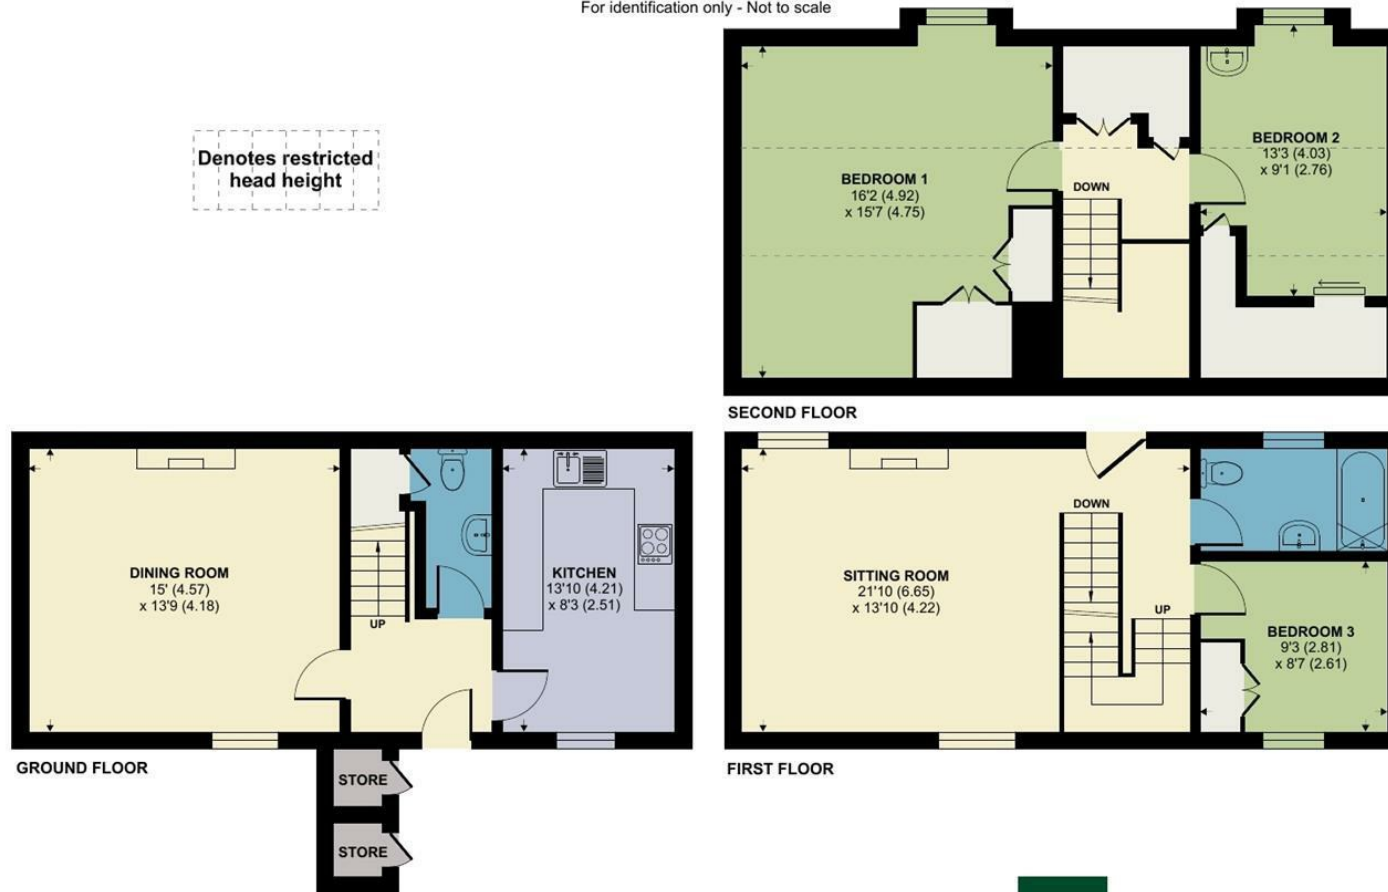 For identification only - Not to scale
Denotes restricted
head height
BEDROOM 1
16'2 (4.92)
x 15'7 (4.75)
DOWN
BEDROOM 2
13'3 (4.03)
x 9'1 (2.76)
SECOND FLOOR
DINING ROOM
15' (4.57)
x 13'9 (4.18)
UP
KITCHEN
13'10 (4.21)
x 8'3 (2.51)
GROUND FLOOR
STORE
STORE
SITTING ROOM
21'10 (6.65)
x 13'10 (4.22)
DOWN
UP
BEDROOM 3
9'3 (2.81)
x 8'7 (2.61)
FIRST FLOOR